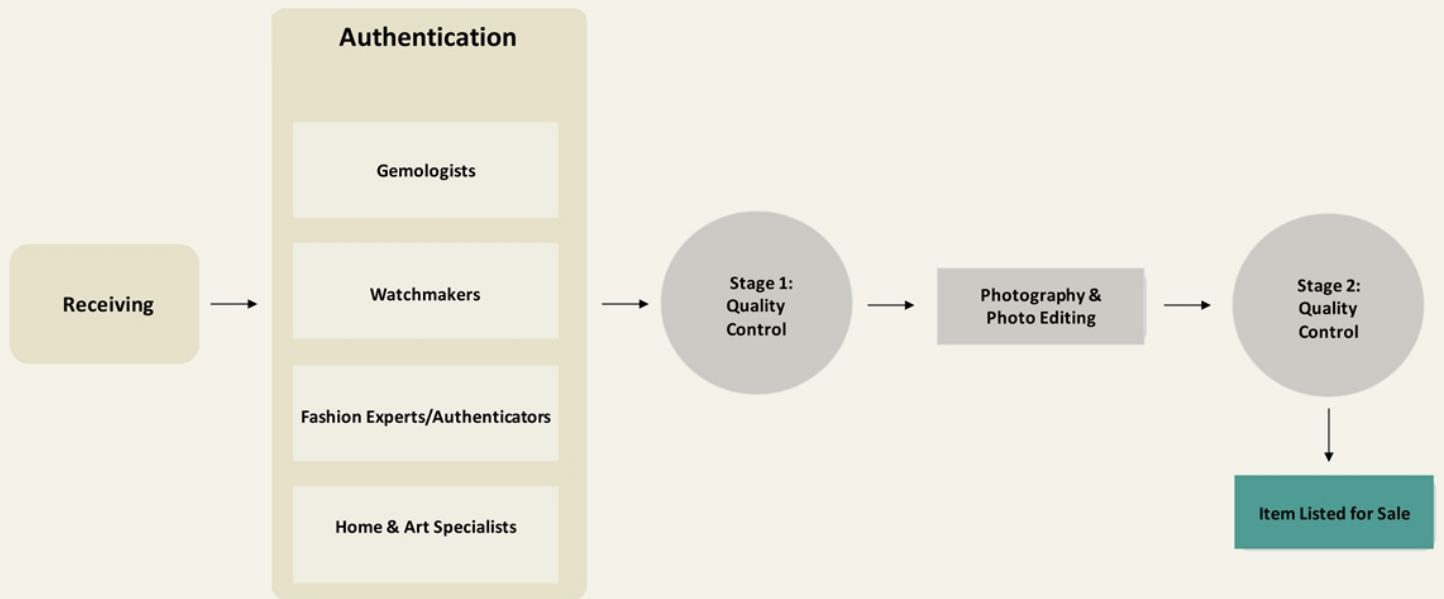 Authentication
Gemologists
Watchmakers
Fashion Experts/Authenticators
Home & Art Specialists
Receiving
Stage 1:
Quality
Control
Photography &
Photo Editing
Stage 2:
Quality
Control
Item Listed for Sale